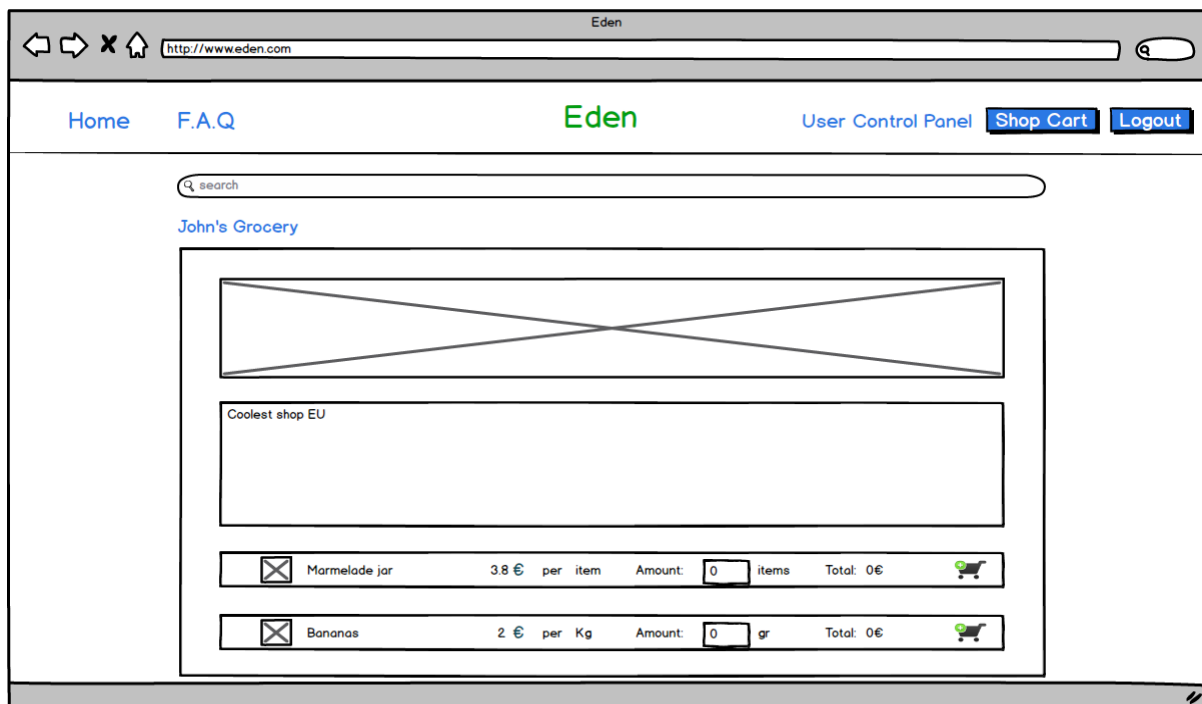 Eden
http://www.eden.com
Home F.A.Q Eden User Control Panel Shop Cart Logout
search
John's Grocery
Coolest shop EU
Marmelade jar 3.8 € per item Amount: 0 items Total: 0€
Bananas 2 € per Kg Amount: 0 gr Total: 0€